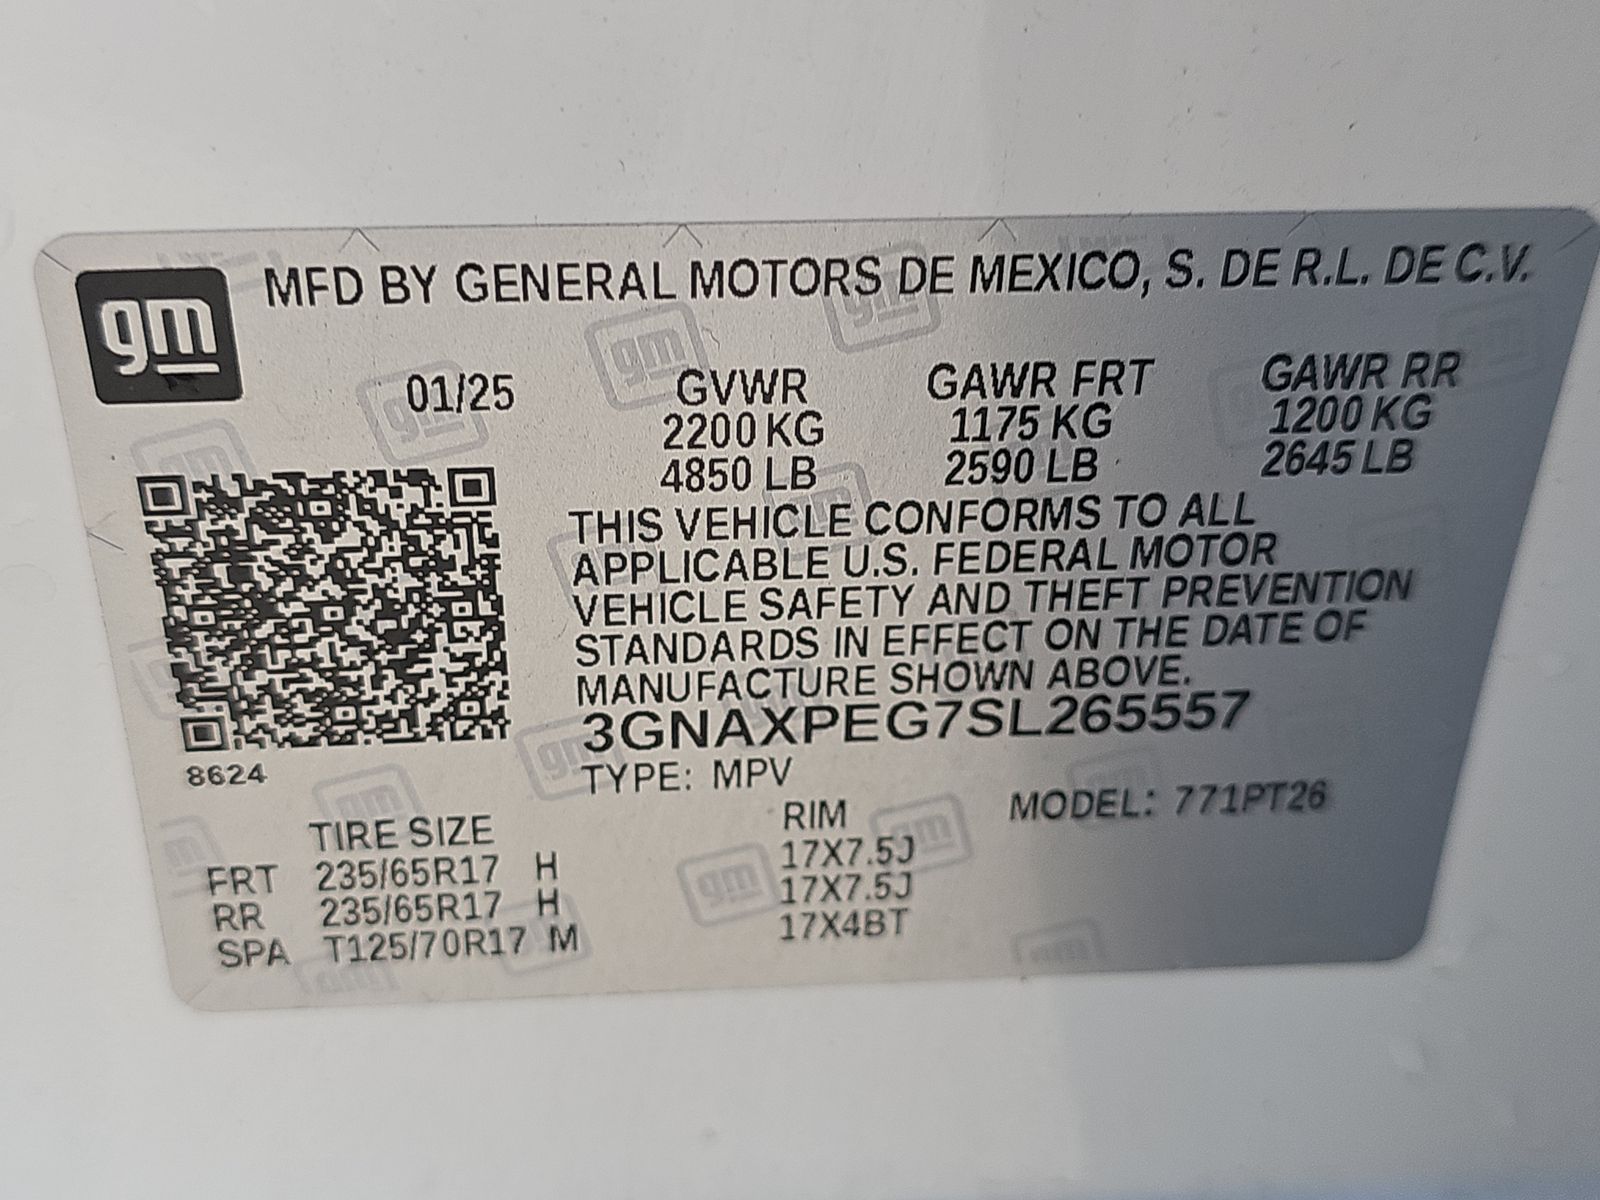 gm MFD BY GENERAL MOTORS DE MEXICO, S. DE R.L. DE C.V.
01/25 GVWR GAWR FRT GAWR RR
2200 KG 1175 KG 1200 KG
4850 LB 2590 LB 2645 LB
THIS VEHICLE CONFORMS TO ALL
APPLICABLE U.S. FEDERAL MOTOR
VEHICLE SAFETY AND THEFT PREVENTION
STANDARDS IN EFFECT ON THE DATE OF
MANUFACTURE SHOWN ABOVE.
3GNAXPEG7SL265557
8624 TYPE: MPV
TIRE SIZE RIM MODEL: 771PT26
FRT 235/65R17 H 17X7.5J
RR 235/65R17 H 17X7.5J
SPA T125/70R17 M 17X4BT